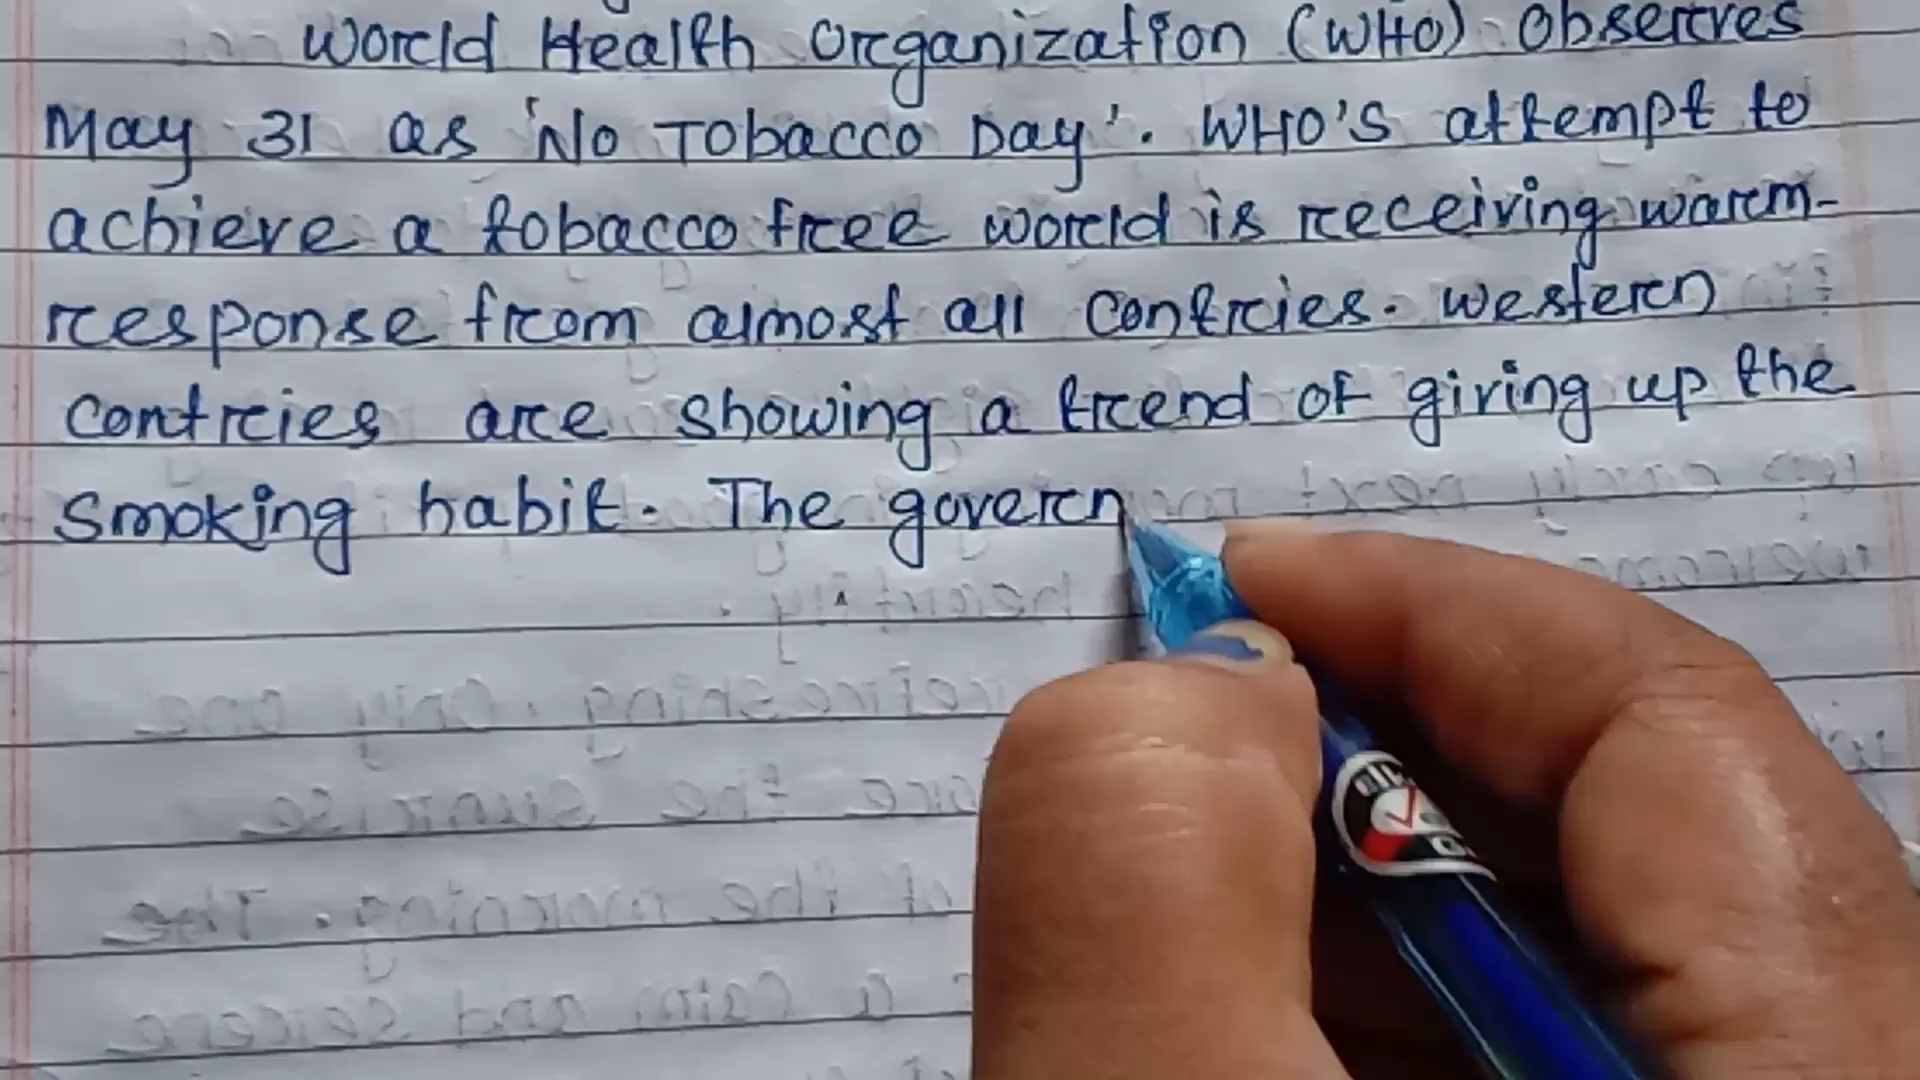 World Health Organization (WHO) Observes
May 31 as 'No Tobacco Day'. WHO'S attempt to
achieve a tobacco free world is receiving warm-
response from almost all contries. western
contries are showing a trend of giving up the
smoking habit. The govern